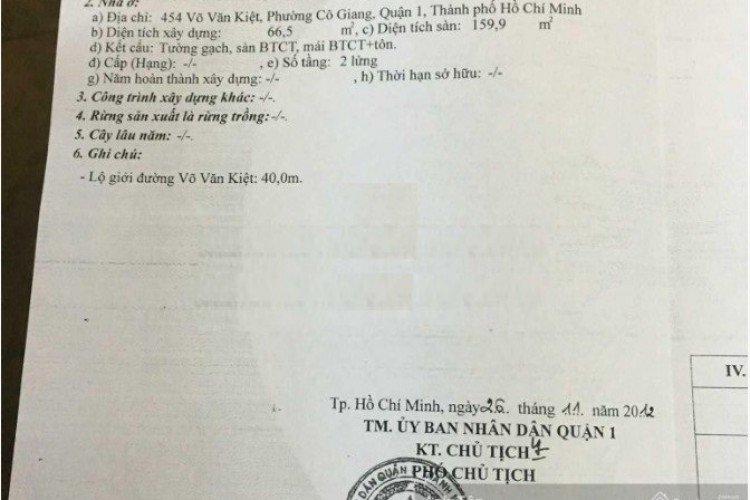 2. Nhà ở:
a) Địa chỉ: 454 Võ Văn Kiệt, Phường Cô Giang, Quận 1, Thành phố Hồ Chí Minh
b) Diện tích xây dựng: 66,5 m², c) Diện tích sàn: 159,9 m²
d) Kết cấu: Tường gạch, sàn BTCT, mái BTCT+tôn.
đ) Cấp (Hạng): -/- , e) Số tầng: 2 lửng
g) Năm hoàn thành xây dựng: -/- , h) Thời hạn sở hữu: -/-
3. Công trình xây dựng khác: -/-.
4. Rừng sản xuất là rừng trồng: -/-.
5. Cây lâu năm: -/-.
6. Ghi chú:
- Lộ giới đường Võ Văn Kiệt: 40,0m.
IV.
Tp. Hồ Chí Minh, ngày 26. tháng 11. năm 2012
TM. ỦY BAN NHÂN DÂN QUẬN 1
KT. CHỦ TỊCH
PHÓ CHỦ TỊCH
DÂN QUẬN 1